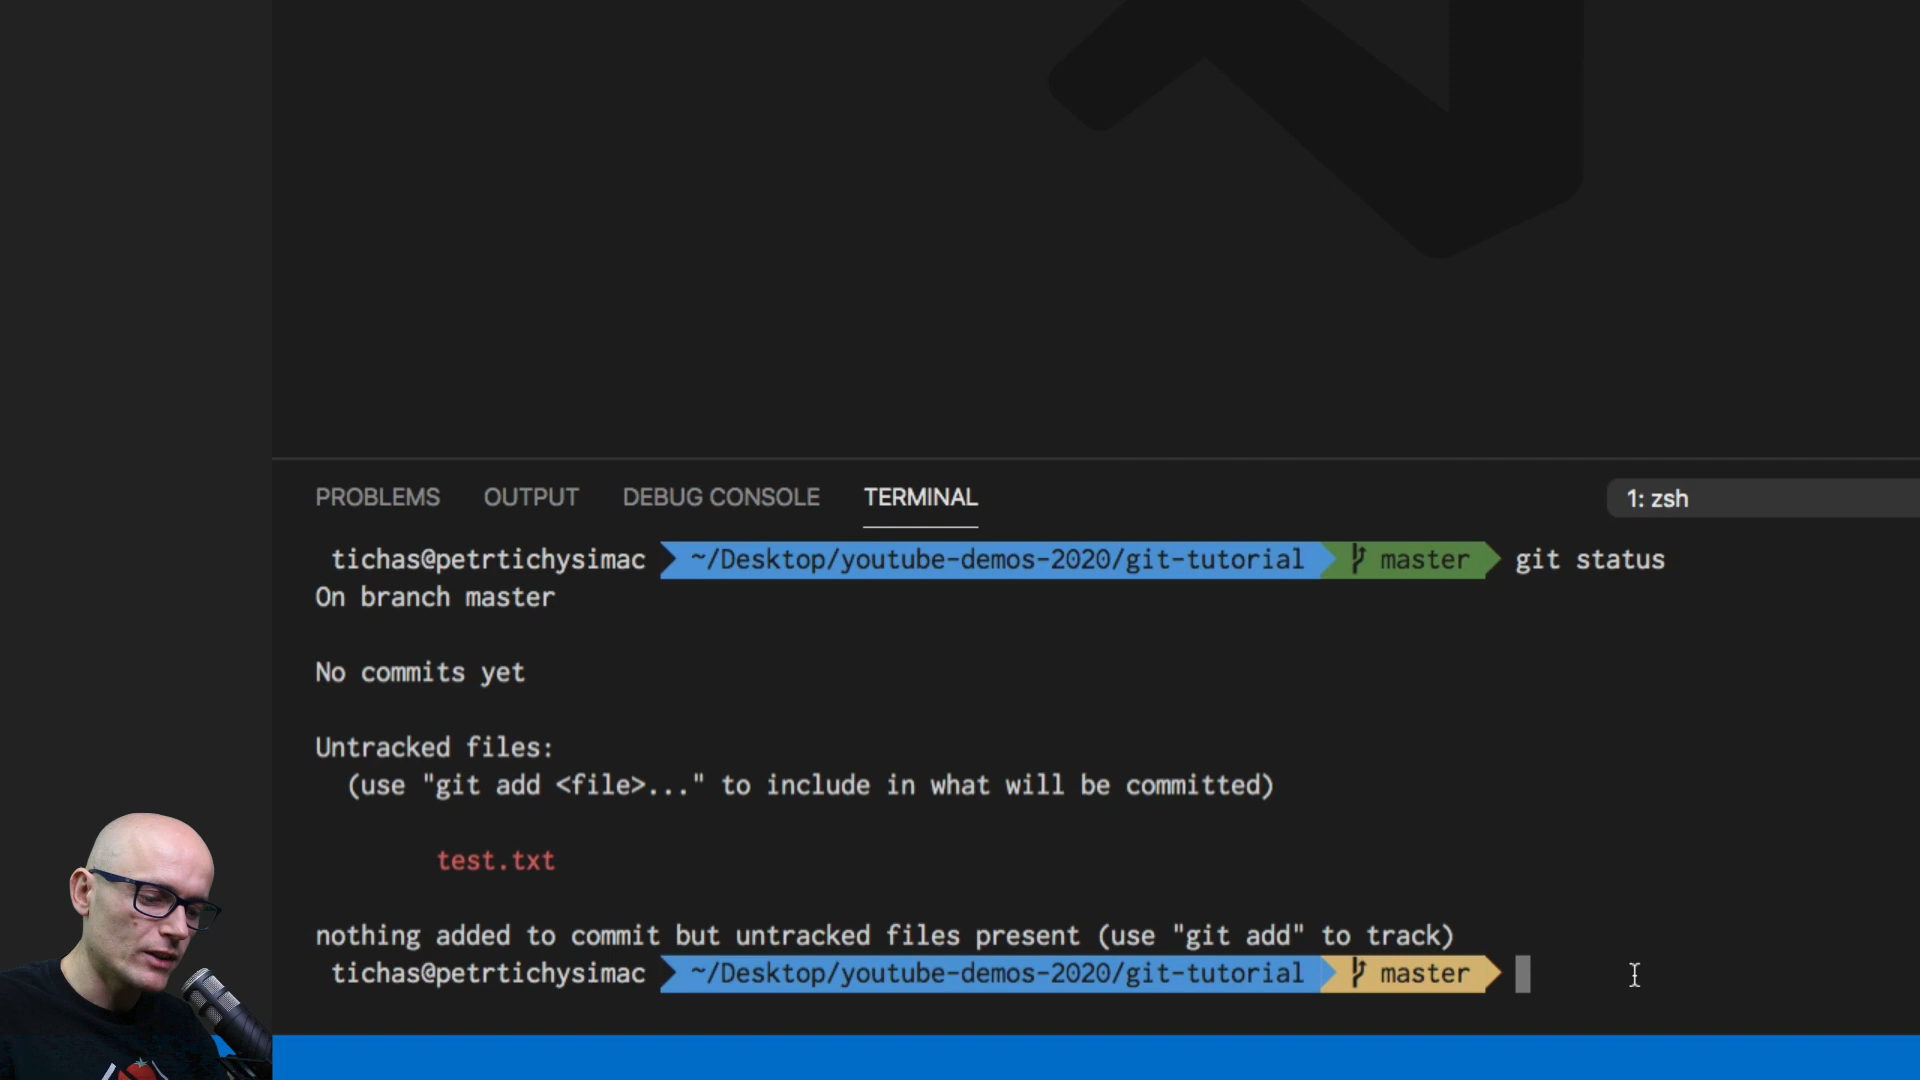 PROBLEMS OUTPUT DEBUG CONSOLE TERMINAL 1: zsh
tichas@petrtichysimac ~/Desktop/youtube-demos-2020/git-tutorial master git status
On branch master
No commits yet
Untracked files:
(use "git add <file>..." to include in what will be committed)
test.txt
nothing added to commit but untracked files present (use "git add" to track)
tichas@petrtichysimac ~/Desktop/youtube-demos-2020/git-tutorial master